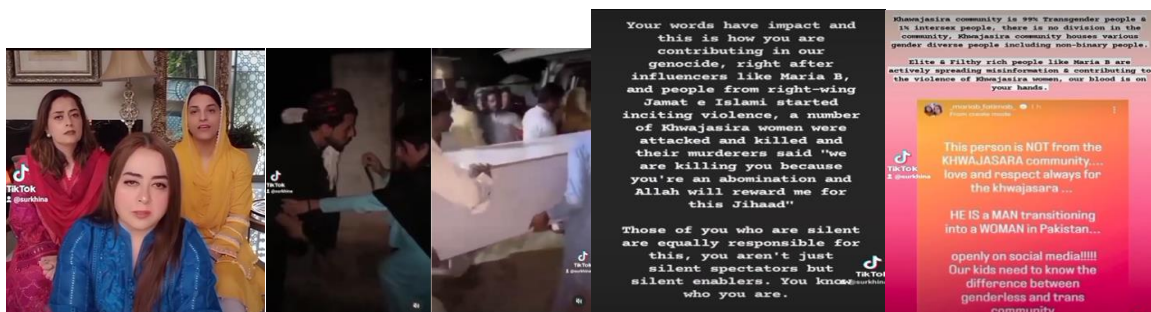 TikTok
@surkhina
TikTok
@surkhina
TikTok
@surkhina
Your words have impact and
this is how you are
contributing in our
genocide, right after
influencers like Maria B,
and people from right-wing
Jamat e Islami started
inciting violence, a number
of Khwajasira women were
attacked and killed and
their murderers said "we
are killing you because
you're an abomination and
Allah will reward me for
this Jihaad"
Those of you who are silent
are equally responsible for
this, you aren't just
silent spectators but
silent enablers. You know
who you are.
TikTok
@surkhina
Khawajasira community is 99% Transgender people &
1% intersex people, there is no division in the
community, Khwajasira community houses various
gender diverse people including non-binary people.
Elite & Filthy rich people like Maria B are
actively spreading misinformation & contributing to
the violence of Khwajasira women, our blood is on
your hands.
From create mode
TikTok
@surkhina
This person is NOT from the
KHWAJASARA community....
love and respect always for
the khwajasara ...
HE IS a MAN transitioning
into a WOMAN in Pakistan...
openly on social media!!!!!
Our kids need to know the
difference between
genderless and trans
community